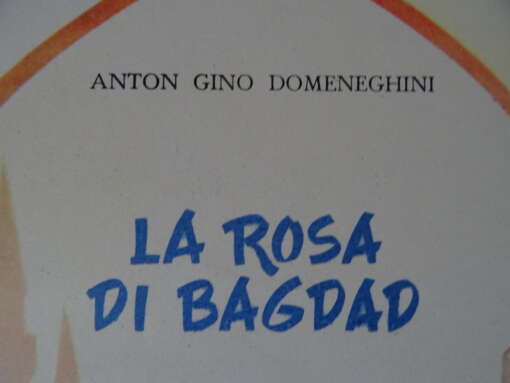 ANTON GINO DOMENEGHINI
LA ROSA
DI BAGDAD